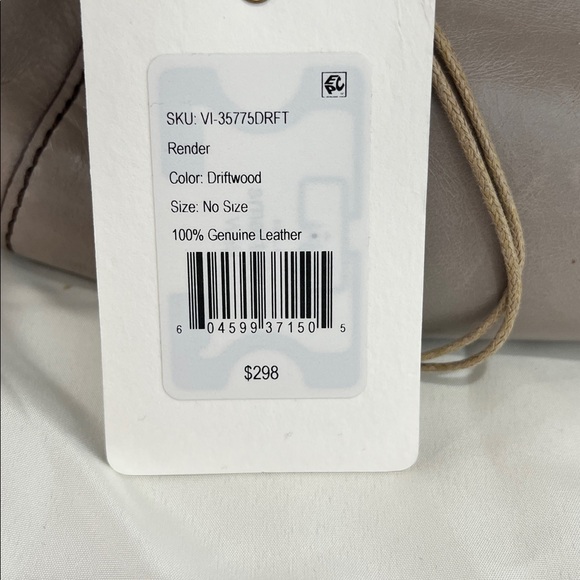 SKU: VI-35775DRFT
Render
Color: Driftwood
Size: No Size
100% Genuine Leather
6 04599 37150 5
$298